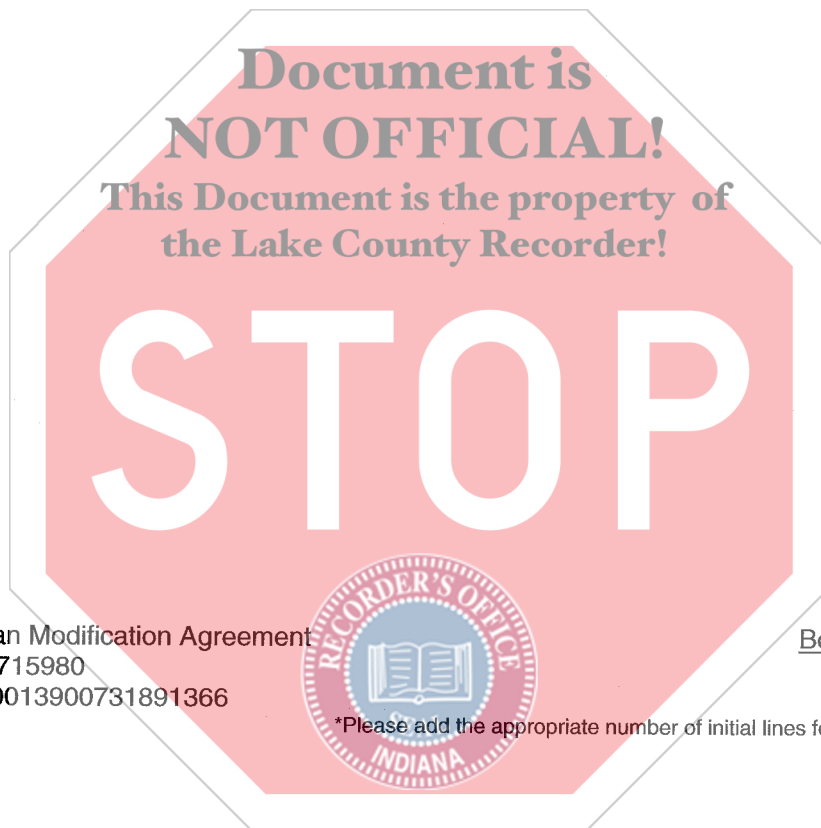 Document is
NOT OFFICIAL!
This Document is the property of
the Lake County Recorder!
STOP
an Modification Agreement
715980
0013900731891366
RECORDER'S OFFICE
SEAL
INDIANA
*Please add the appropriate number of initial lines